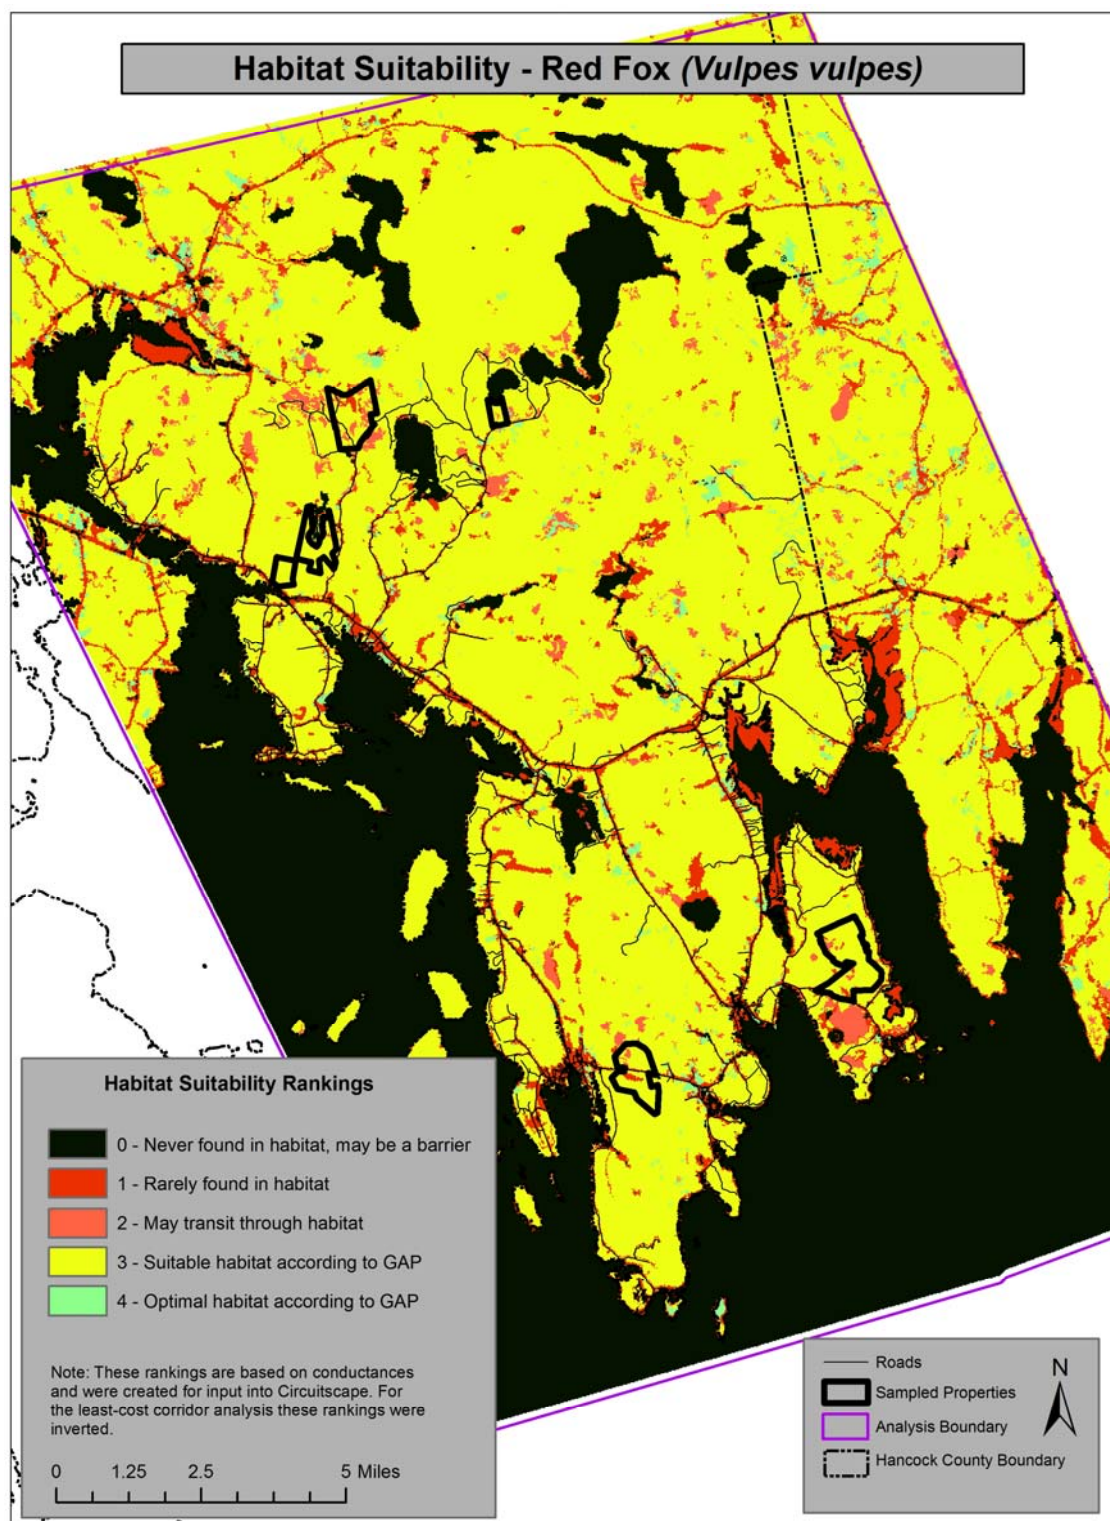 Habitat Suitability - Red Fox (Vulpes vulpes)
Habitat Suitability Rankings
0 - Never found in habitat, may be a barrier
1 - Rarely found in habitat
2 - May transit through habitat
3 - Suitable habitat according to GAP
4 - Optimal habitat according to GAP
Note: These rankings are based on conductances
and were created for input into Circuitscape. For
the least-cost corridor analysis these rankings were
inverted.
0 1.25 2.5 5 Miles
Roads
Sampled Properties
Analysis Boundary
Hancock County Boundary
N